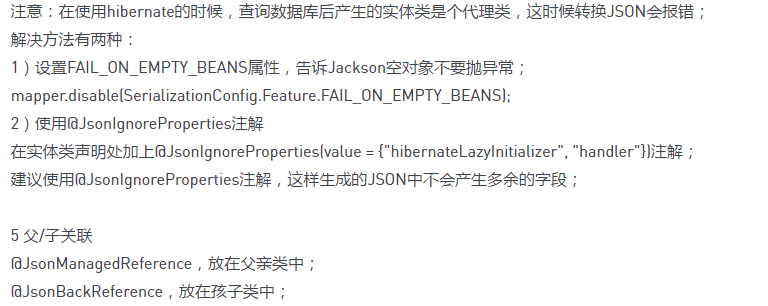 注意：在使用hibernate的时候，查询数据库后产生的实体类是个代理类，这时候转换JSON会报错；
解决方法有两种：
1）设置FAIL_ON_EMPTY_BEANS属性，告诉Jackson空对象不要抛异常；
mapper.disable(SerializationConfig.Feature.FAIL_ON_EMPTY_BEANS);
2）使用@JsonIgnoreProperties注解
在实体类声明处加上@JsonIgnoreProperties(value = {"hibernateLazyInitializer", "handler"})注解；
建议使用@JsonIgnoreProperties注解，这样生成的JSON中不会产生多余的字段；
5 父/子关联
@JsonManagedReference，放在父亲类中；
@JsonBackReference，放在孩子类中；